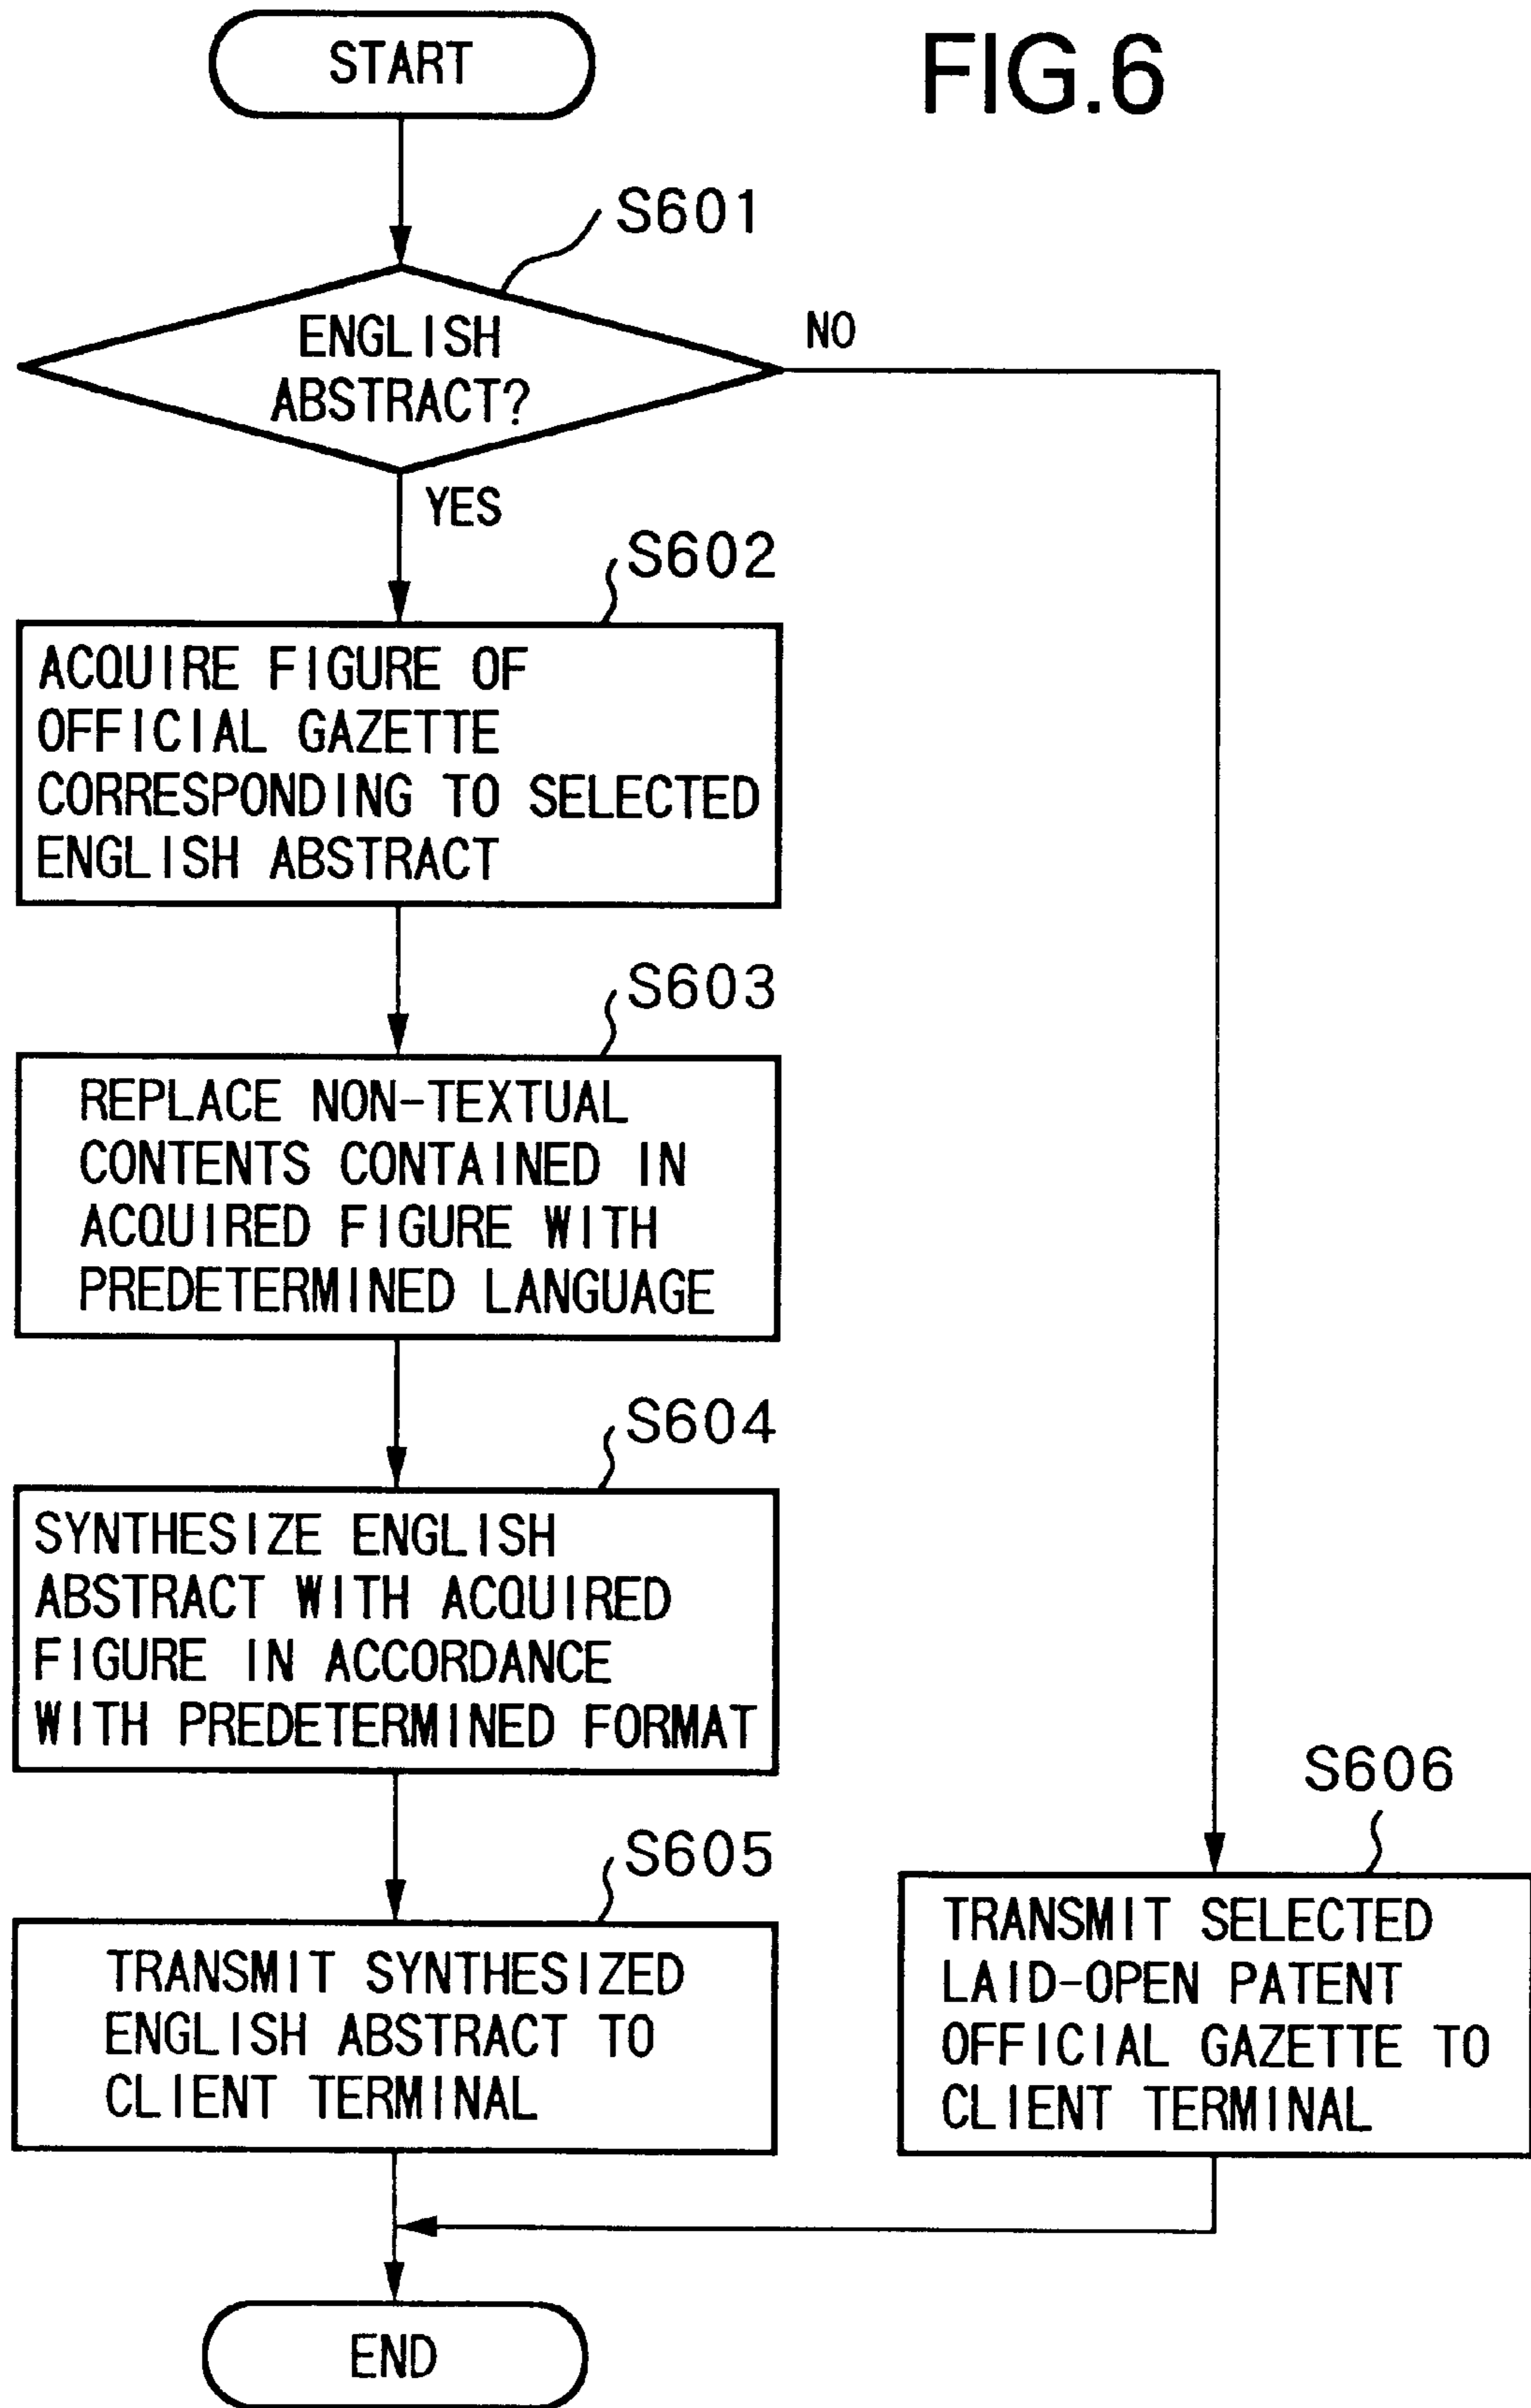 START
FIG.6
S601
ENGLISH
ABSTRACT?
NO
YES
S602
ACQUIRE FIGURE OF
OFFICIAL GAZETTE
CORRESPONDING TO SELECTED
ENGLISH ABSTRACT
S603
REPLACE NON-TEXTUAL
CONTENTS CONTAINED IN
ACQUIRED FIGURE WITH
PREDETERMINED LANGUAGE
S604
SYNTHESIZE ENGLISH
ABSTRACT WITH ACQUIRED
FIGURE IN ACCORDANCE
WITH PREDETERMINED FORMAT
S605
TRANSMIT SYNTHESIZED
ENGLISH ABSTRACT TO
CLIENT TERMINAL
S606
TRANSMIT SELECTED
LAID-OPEN PATENT
OFFICIAL GAZETTE TO
CLIENT TERMINAL
END